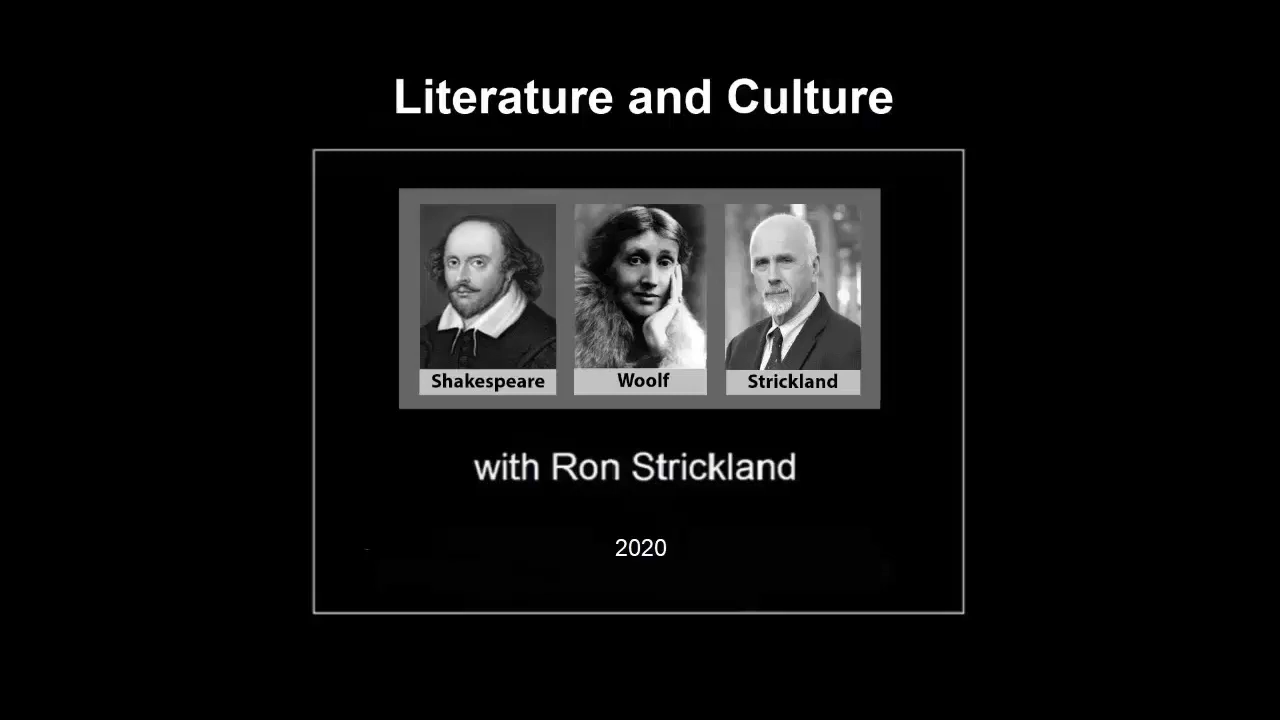 Literature and Culture
Shakespeare
Woolf
Strickland
with Ron Strickland
2020